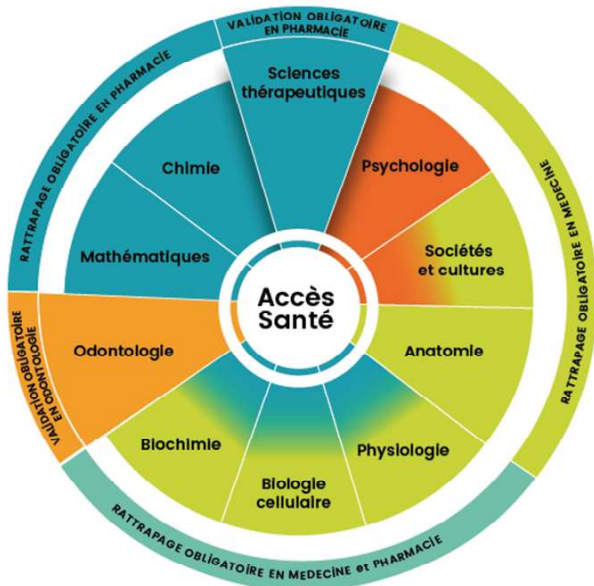 VALIDATION OBLIGATOIRE
EN PHARMACIE
Sciences
thérapeutiques
RATTRAPAGE OBLIGATOIRE EN PHARMACIE
Chimie
Psychologie
RATTRAPAGE OBLIGATOIRE EN MEDECINE
Mathématiques
Sociétés
et cultures
Accès
Santé
VALIDATION OBLIGATOIRE
EN ODONTOLOGIE
Odontologie
Anatomie
Biochimie
Physiologie
Biologie
cellulaire
RATTRAPAGE OBLIGATOIRE EN MEDECINE et PHARMACIE